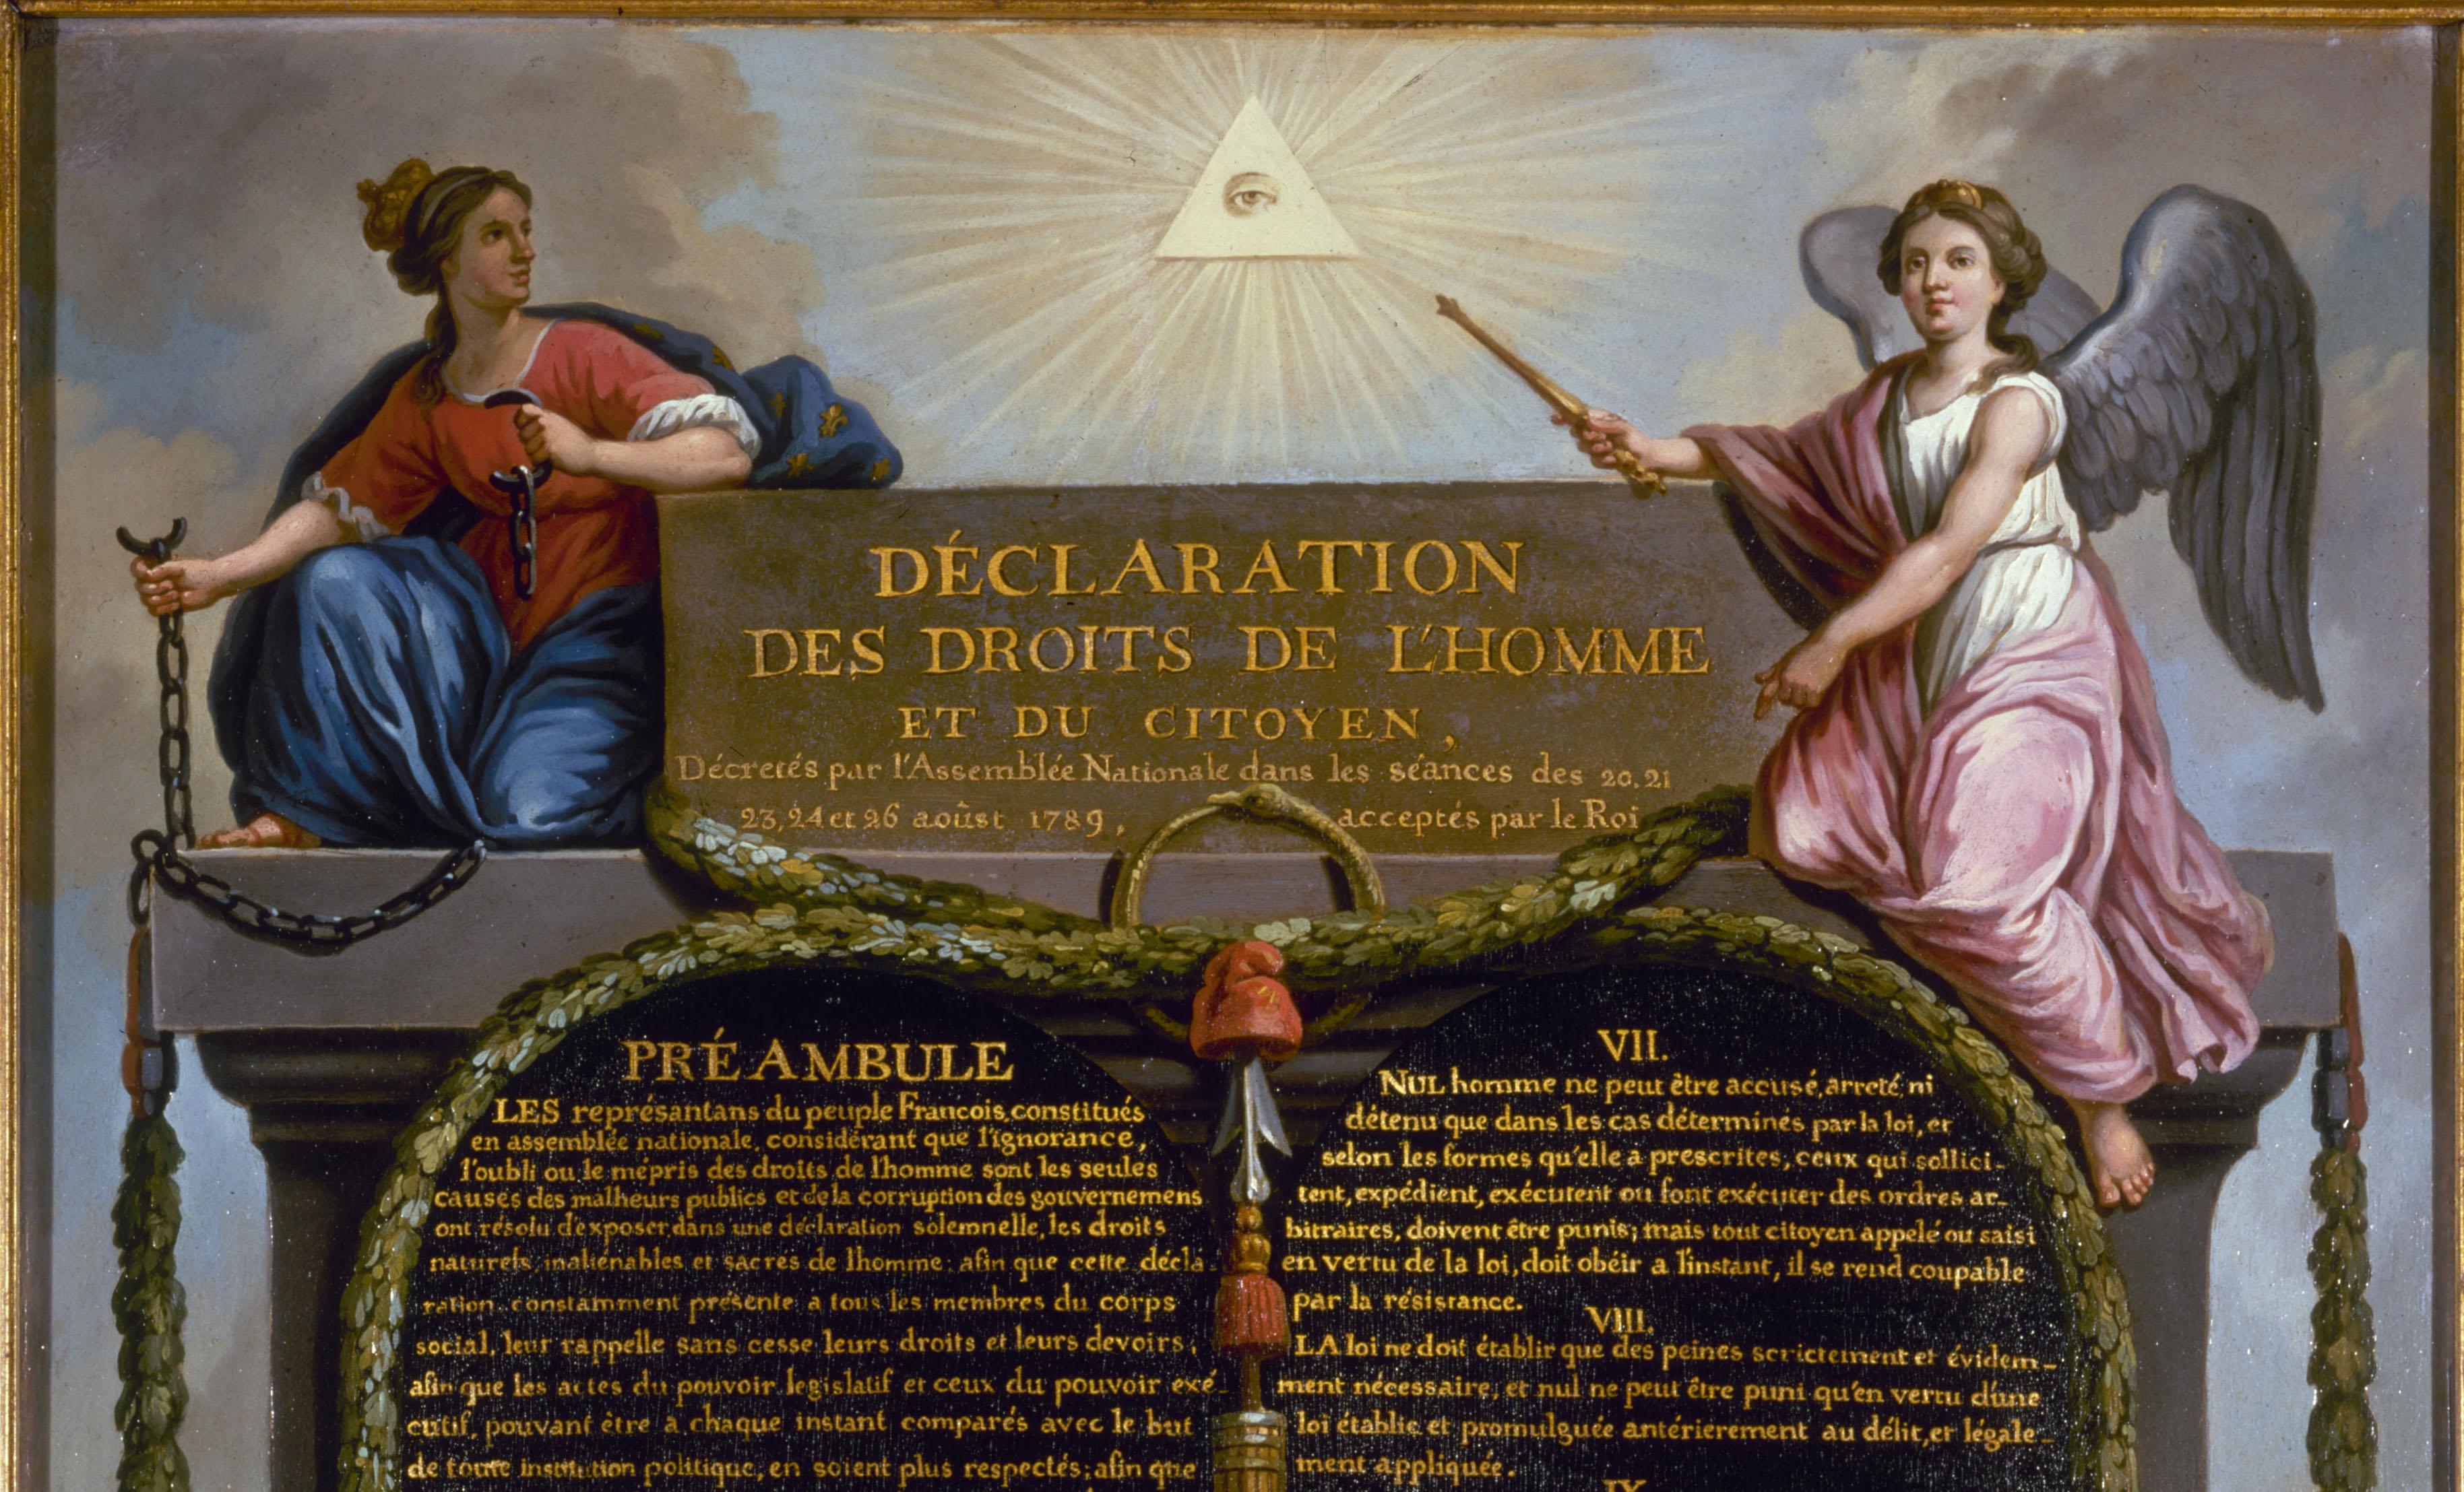 DÉCLARATION
DES DROITS DE L'HOMME
ET DU CITOYEN,
Décretés par l'Assemblée Nationale dans les séances des 20, 21
23, 24 et 26 aoûst 1789, acceptés par le Roi
PRÉAMBULE
LES représantans du peuple Francois, constitués
en assemblée nationale, considérant que l'ignorance,
l'oubli ou le mépris des droits de l'homme sont les seules
causes des malheurs publics et de la corruption des gouvernemens
ont résolu d'exposer dans une déclaration solemnelle, les droits
naturels, inaliénables et sacrés de l'homme: afin que cette décla-
ration constamment présente a tous les membres du corps
social, leur rappelle sans cesse leurs droits et leurs devoirs,
afin que les actes du pouvoir legislatif et ceux du pouvoir exé-
cutif, pouvant être à chaque instant comparés avec le but
de toute institution politique, en soient plus respectés; afin que
VII.
NUL homme ne peut être accusé, arreté, ni
détenu que dans les cas déterminés par la loi, et
selon les formes qu'elle à prescrites, ceux qui sollici-
tent, expédient, exécutent ou font exécuter des ordres ar-
bitraires, doivent être punis; mais tout citoyen appelé ou saisi
en vertu de la loi, doit obéir a l'instant, il se rend coupable
par la résistance.
VIII.
LA loi ne doit établir que des peines strictement et évidem-
ment nécessaire, et nul ne peut être puni qu'en vertu d'une
loi établie et promulguée antérierement au délit, et légale-
ment appliquée.
IX